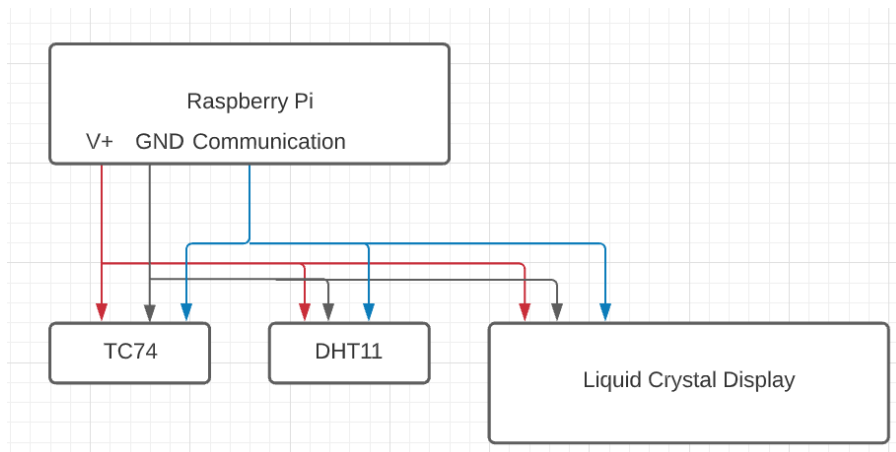 Raspberry Pi
V+ GND Communication
TC74
DHT11
Liquid Crystal Display